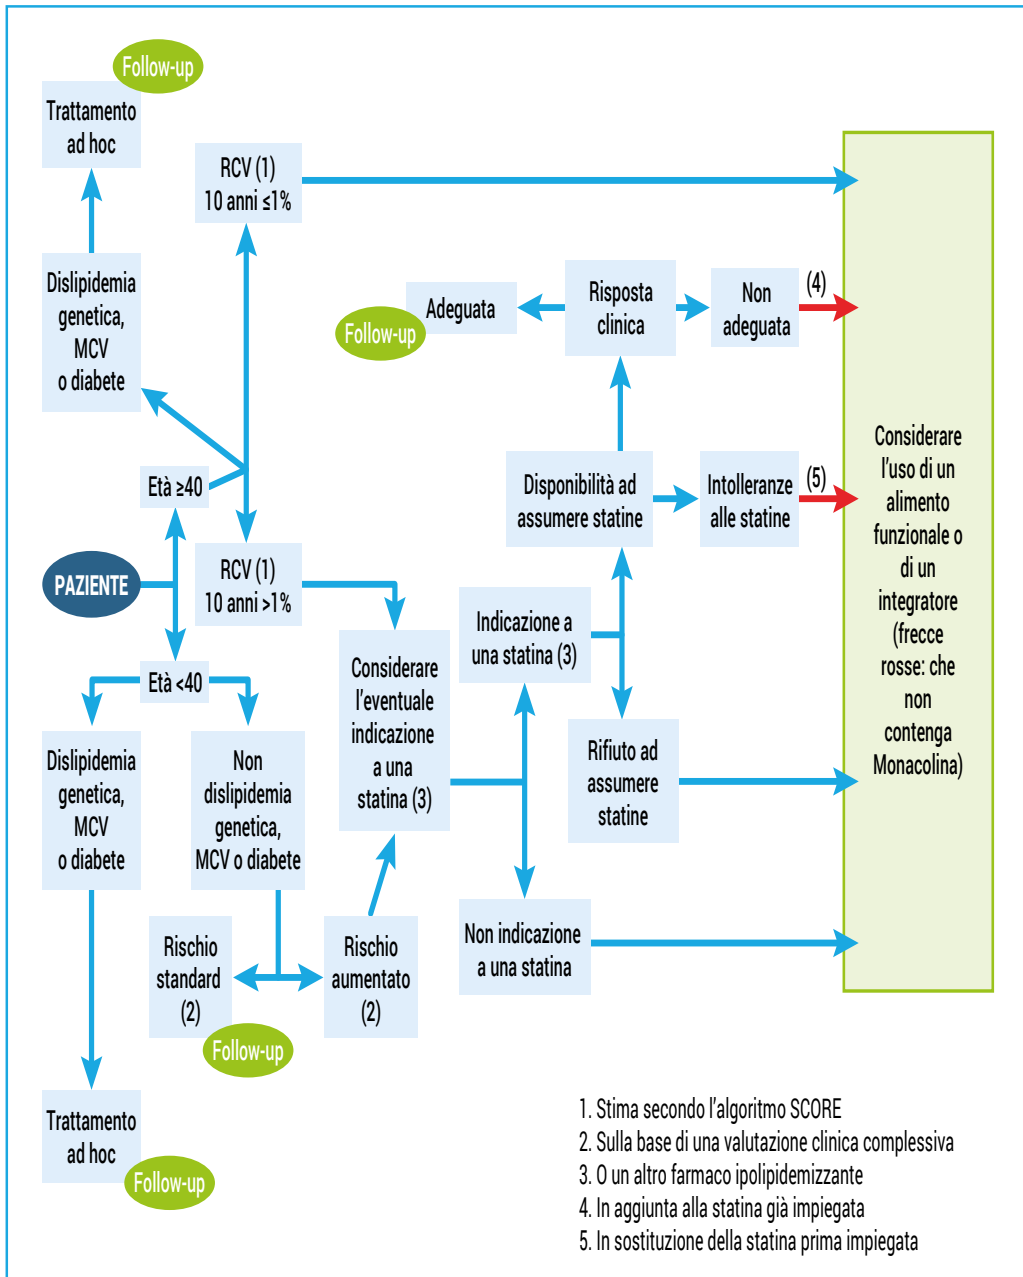 Follow-up
Trattamento
ad hoc
RCV (1)
10 anni ≤1%
Dislipidemia
genetica,
MCV
o diabete
Follow-up
Adeguata
Risposta
clinica
Non
adeguata
(4)
Età ≥40
Disponibilità ad
assumere statine
Intolleranze
alle statine
(5)
Considerare
l'uso di un
alimento
funzionale o
di un
integratore
(frecce
rosse: che
non
contenga
Monacolina)
PAZIENTE
RCV (1)
10 anni >1%
Età <40
Considerare
l'eventuale
indicazione
a una
statina (3)
Indicazione a
una statina (3)
Rifiuto ad
assumere
statine
Dislipidemia
genetica,
MCV
o diabete
Non
dislipidemia
genetica,
MCV o diabete
Rischio
standard
(2)
Follow-up
Rischio
aumentato
(2)
Non indicazione
a una statina
Trattamento
ad hoc
Follow-up
1. Stima secondo l'algoritmo SCORE
2. Sulla base di una valutazione clinica complessiva
3. O un altro farmaco ipolipidemizzante
4. In aggiunta alla statina già impiegata
5. In sostituzione della statina prima impiegata